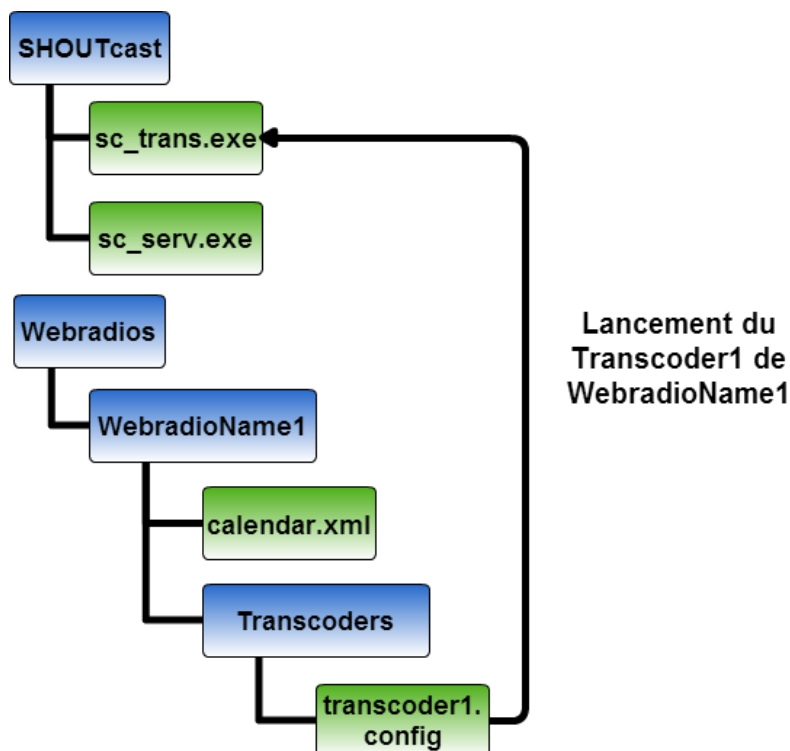 SHOUTcast
sc_trans.exe
sc_serv.exe
Webradios
WebradioName1
calendar.xml
Transcoders
transcoder1.
config
Lancement du
Transcoder1 de
WebradioName1